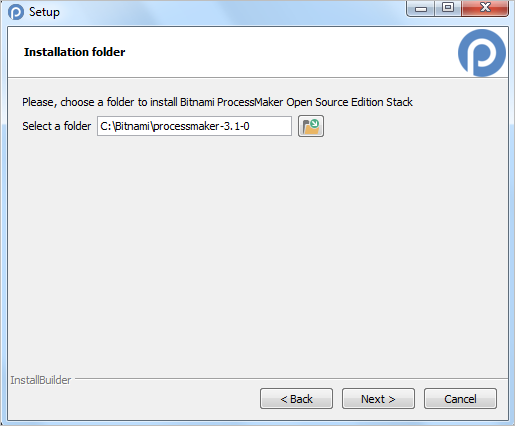 Setup
Installation folder
Please, choose a folder to install Bitnami ProcessMaker Open Source Edition Stack
Select a folder C:\Bitnami\processmaker-3.1-0
InstallBuilder
< Back Next > Cancel